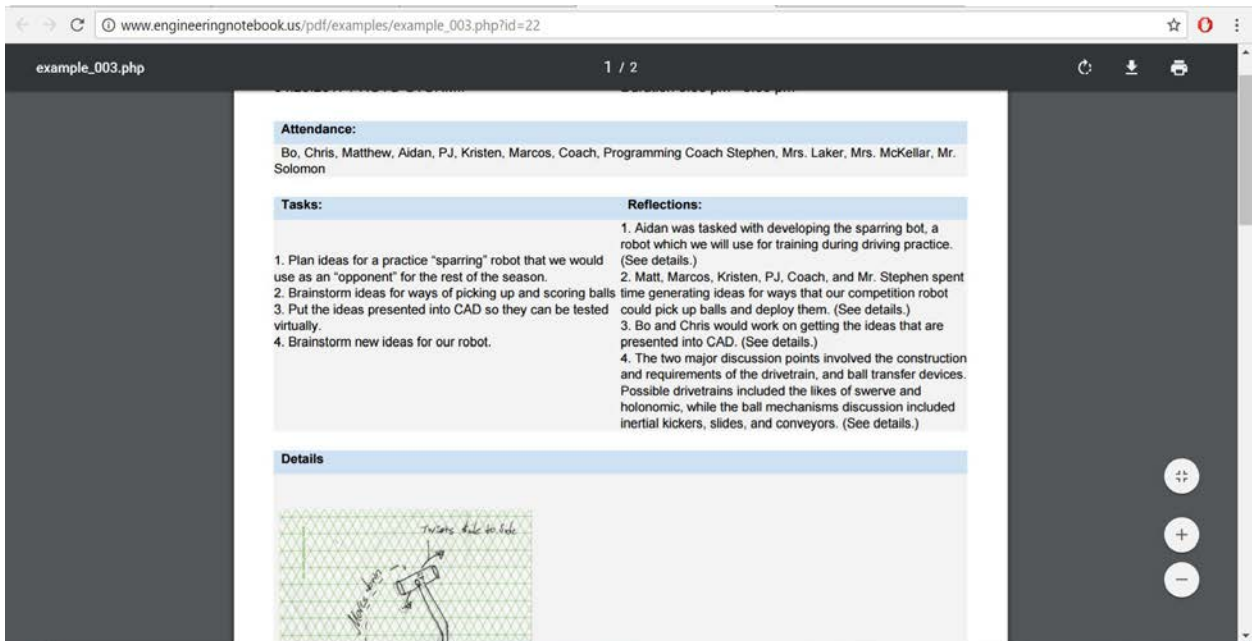 www.engineeringnotebook.us/pdf/examples/example_003.php?id=22
example_003.php
1 / 2
Attendance:
Bo, Chris, Matthew, Aidan, PJ, Kristen, Marcos, Coach, Programming Coach Stephen, Mrs. Laker, Mrs. McKellar, Mr.
Solomon
Tasks:
1. Plan ideas for a practice “sparring” robot that we would
use as an “opponent” for the rest of the season.
2. Brainstorm ideas for ways of picking up and scoring balls
3. Put the ideas presented into CAD so they can be tested
virtually.
4. Brainstorm new ideas for our robot.
Reflections:
1. Aidan was tasked with developing the sparring bot, a
robot which we will use for training during driving practice.
(See details.)
2. Matt, Marcos, Kristen, PJ, Coach, and Mr. Stephen spent
time generating ideas for ways that our competition robot
could pick up balls and deploy them. (See details.)
3. Bo and Chris would work on getting the ideas that are
presented into CAD. (See details.)
4. The two major discussion points involved the construction
and requirements of the drivetrain, and ball transfer devices.
Possible drivetrains included the likes of swerve and
holonomic, while the ball mechanisms discussion included
inertial kickers, slides, and conveyors. (See details.)
Details
Twists side to side